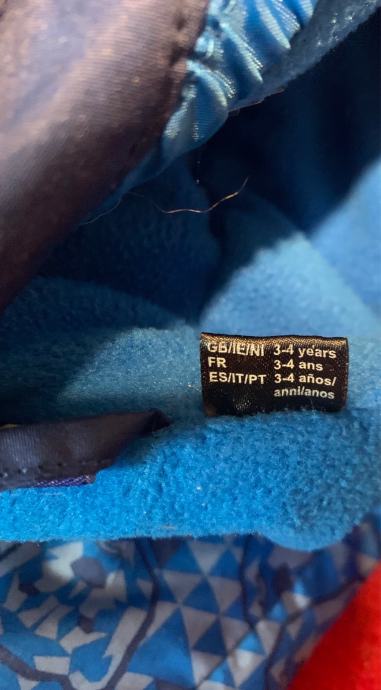 GB/IE/NI 3-4 years
FR 3-4 ans
ES/IT/PT 3-4 años/
anni/anos